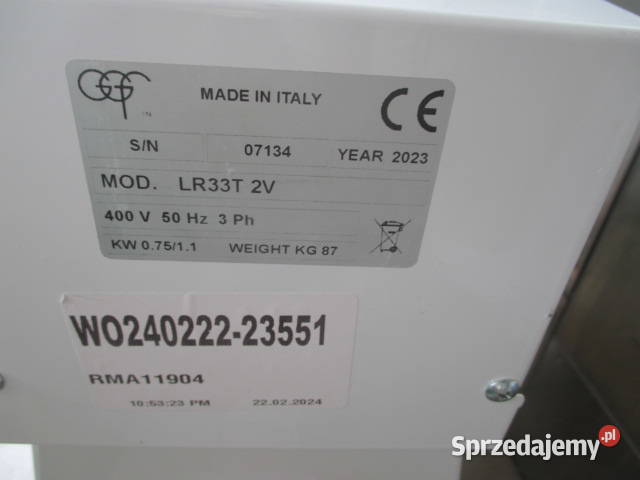 GGF
MADE IN ITALY
CE
S/N 07134 YEAR 2023
MOD. LR33T 2V
400 V 50 Hz 3 Ph
KW 0.75/1.1 WEIGHT KG 87
WO240222-23551
RMA11904
10:53:23 PM 22.02.2024
Sprzedajemy.pl